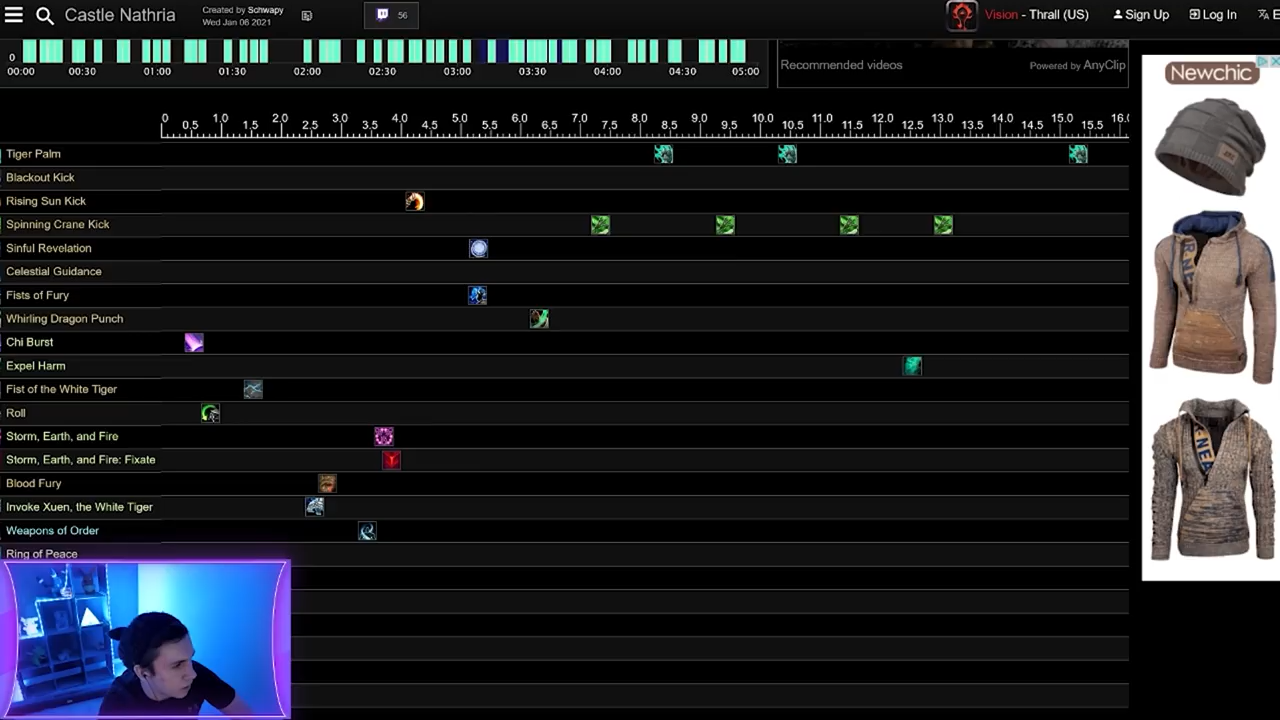 Castle Nathria
Created by Schwapy
Wed Jan 06 2021
56
Vision - Thrall (US)
Sign Up
Log In
0
00:00 00:30 01:00 01:30 02:00 02:30 03:00 03:30 04:00 04:30 05:00
Recommended videos
Powered by AnyClip
Newchic
0 0.5 1.0 1.5 2.0 2.5 3.0 3.5 4.0 4.5 5.0 5.5 6.0 6.5 7.0 7.5 8.0 8.5 9.0 9.5 10.0 10.5 11.0 11.5 12.0 12.5 13.0 13.5 14.0 14.5 15.0 15.5 16.0
Tiger Palm
Blackout Kick
Rising Sun Kick
Spinning Crane Kick
Sinful Revelation
Celestial Guidance
Fists of Fury
Whirling Dragon Punch
Chi Burst
Expel Harm
Fist of the White Tiger
Roll
Storm, Earth, and Fire
Storm, Earth, and Fire: Fixate
Blood Fury
Invoke Xuen, the White Tiger
Weapons of Order
Ring of Peace